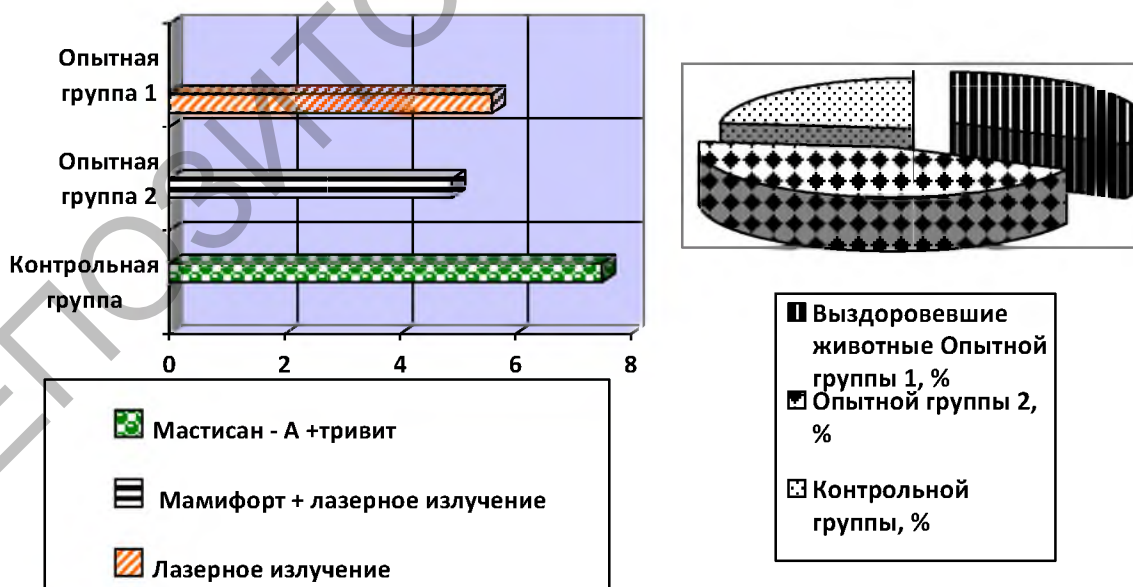 Опытная
группа 1
Опытная
группа 2
Контрольная
группа
0 2 4 6 8
Мастисан - А +тривит
Мамифорт + лазерное излучение
Лазерное излучение
Выздоровевшие
животные Опытной
группы 1, %
Опытной группы 2,
%
Контрольной
группы, %
ЕПОЗИТО